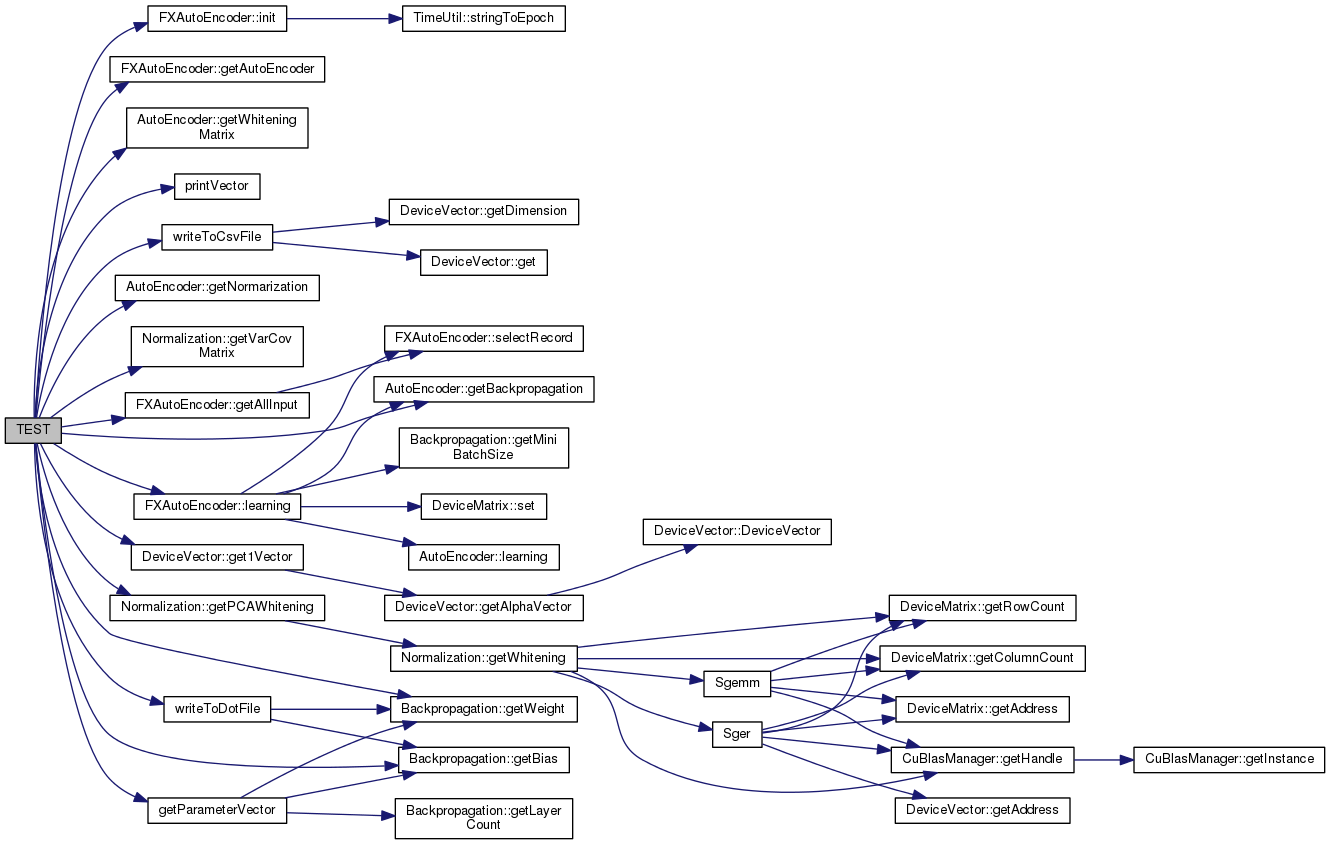 FXAutoEncoder::init
TimeUtil::stringToEpoch
FXAutoEncoder::getAutoEncoder
AutoEncoder::getWhitening
Matrix
printVector
writeToCsvFile
DeviceVector::getDimension
DeviceVector::get
AutoEncoder::getNormarization
Normalization::getVarCov
Matrix
FXAutoEncoder::selectRecord
AutoEncoder::getBackpropagation
FXAutoEncoder::getAllInput
TEST
Backpropagation::getMini
BatchSize
FXAutoEncoder::learning
DeviceMatrix::set
AutoEncoder::learning
DeviceVector::get1Vector
DeviceVector::DeviceVector
Normalization::getPCAWhitening
DeviceVector::getAlphaVector
DeviceMatrix::getRowCount
Normalization::getWhitening
DeviceMatrix::getColumnCount
Sgemm
writeToDotFile
Backpropagation::getWeight
DeviceMatrix::getAddress
Sger
Backpropagation::getBias
CuBlasManager::getHandle
CuBlasManager::getInstance
getParameterVector
Backpropagation::getLayer
Count
DeviceVector::getAddress